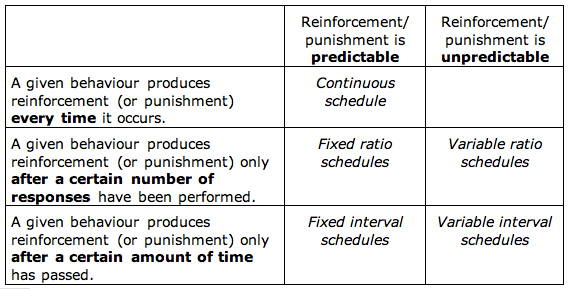 Reinforcement/
punishment is
predictable
Reinforcement/
punishment is
unpredictable
A given behaviour produces
reinforcement (or punishment)
every time it occurs.
Continuous
schedule
A given behaviour produces
reinforcement (or punishment) only
after a certain number of
responses have been performed.
Fixed ratio
schedules
Variable ratio
schedules
A given behaviour produces
reinforcement (or punishment) only
after a certain amount of time
has passed.
Fixed interval
schedules
Variable interval
schedules